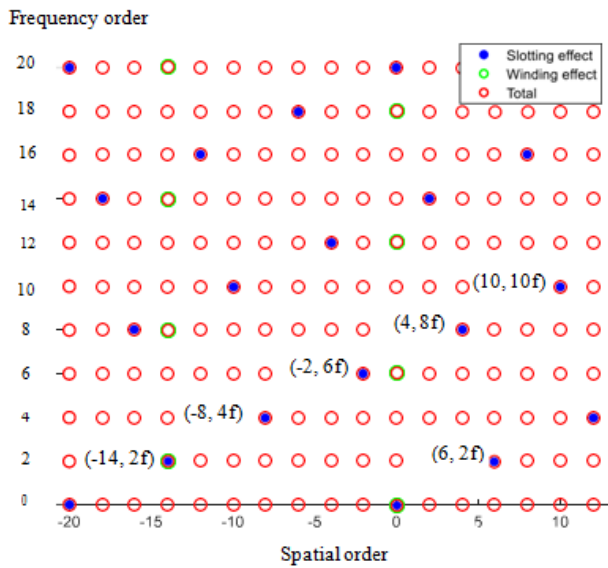 Frequency order
20
Slotting effect
Winding effect
Total
18
16
14
12
10
(10, 10f)
8
(4, 8f)
6
(-2, 6f)
4
(-8, 4f)
2
(-14, 2f)
(6, 2f)
0
-20 -15 -10 -5 0 5 10
Spatial order